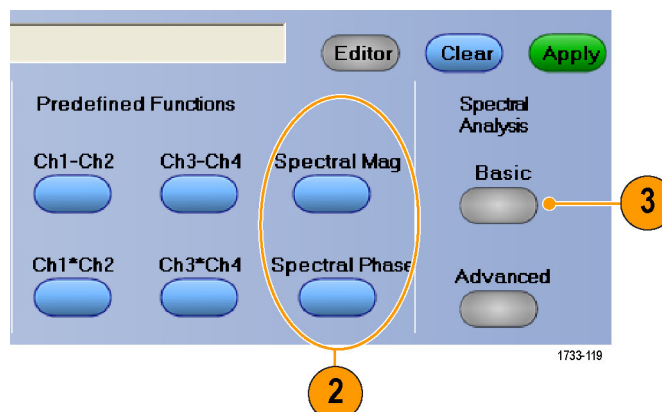 Editor Clear Apply
Predefined Functions
Spectral
Analysis
Ch1-Ch2 Ch3-Ch4 Spectral Mag
Basic
3
Ch1*Ch2 Ch3*Ch4 Spectral Phase
Advanced
1733-119
2